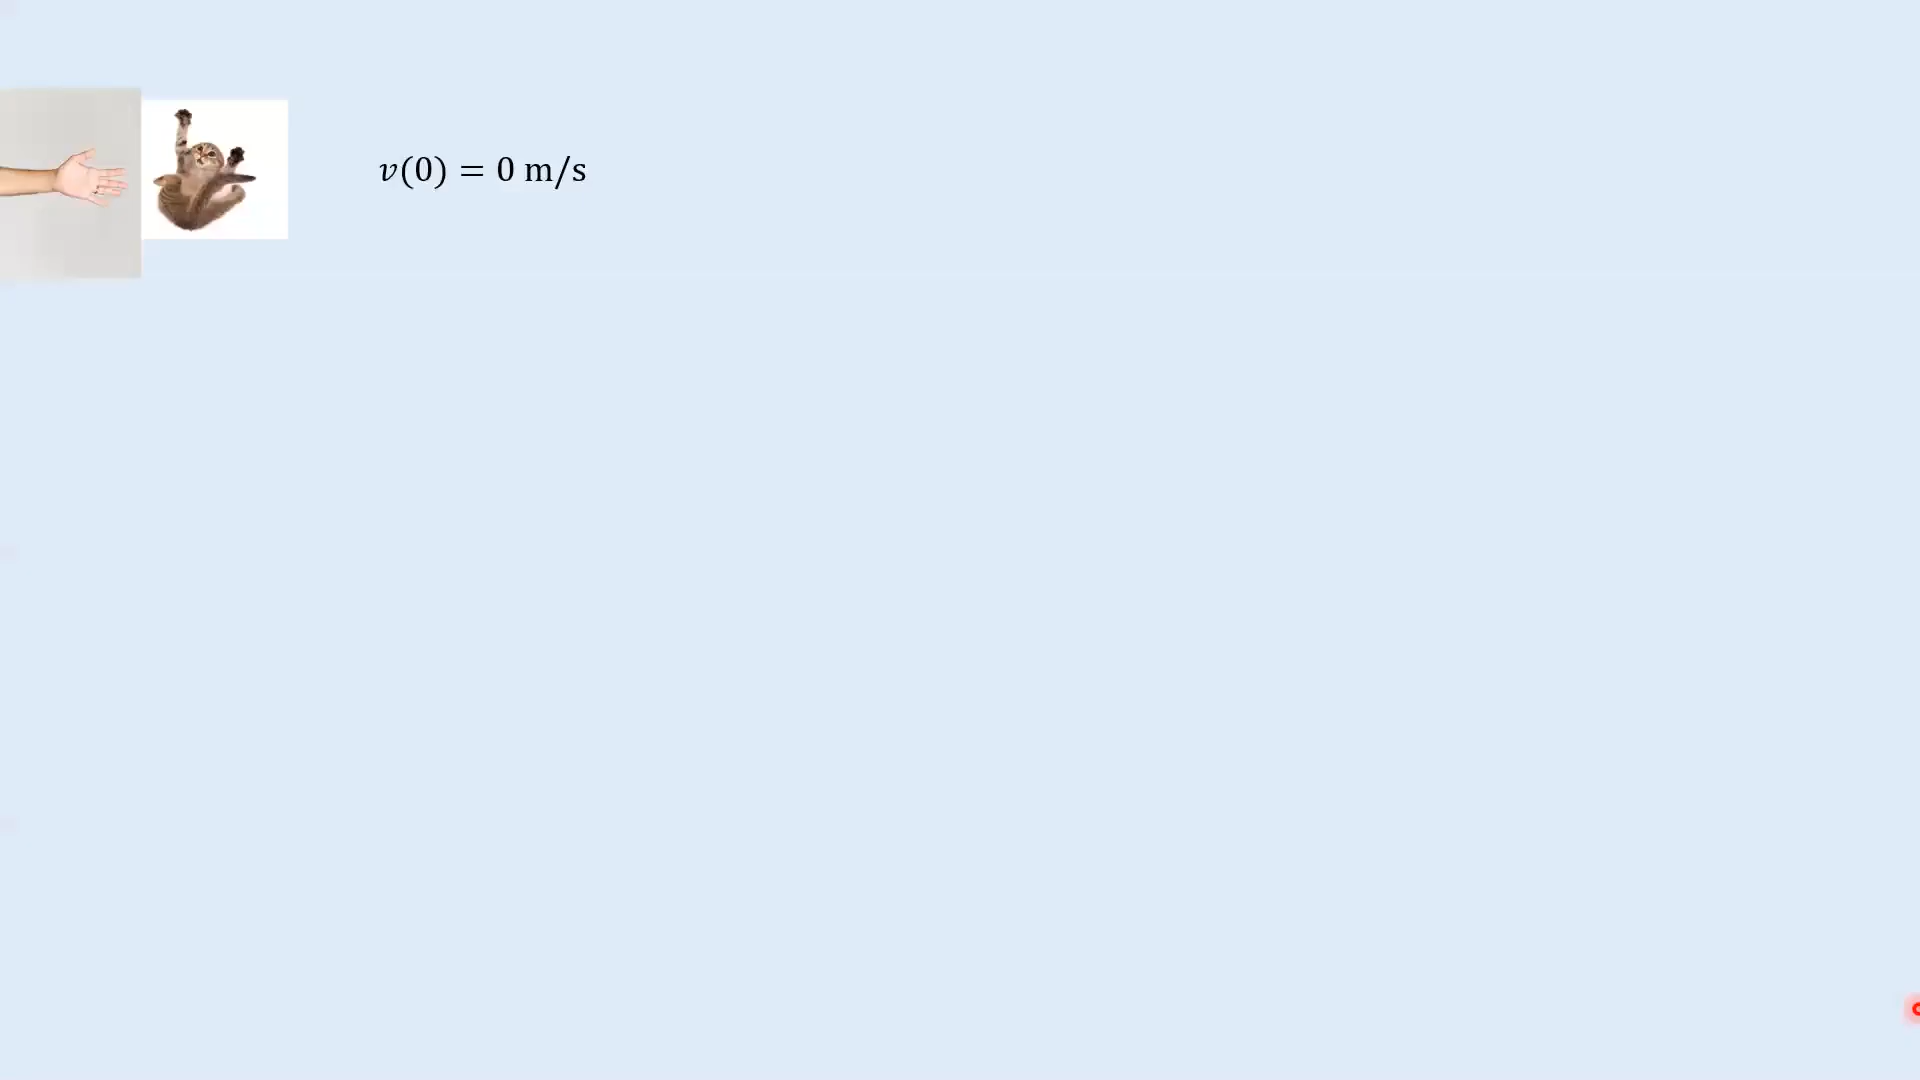 v(0) = 0 m/s